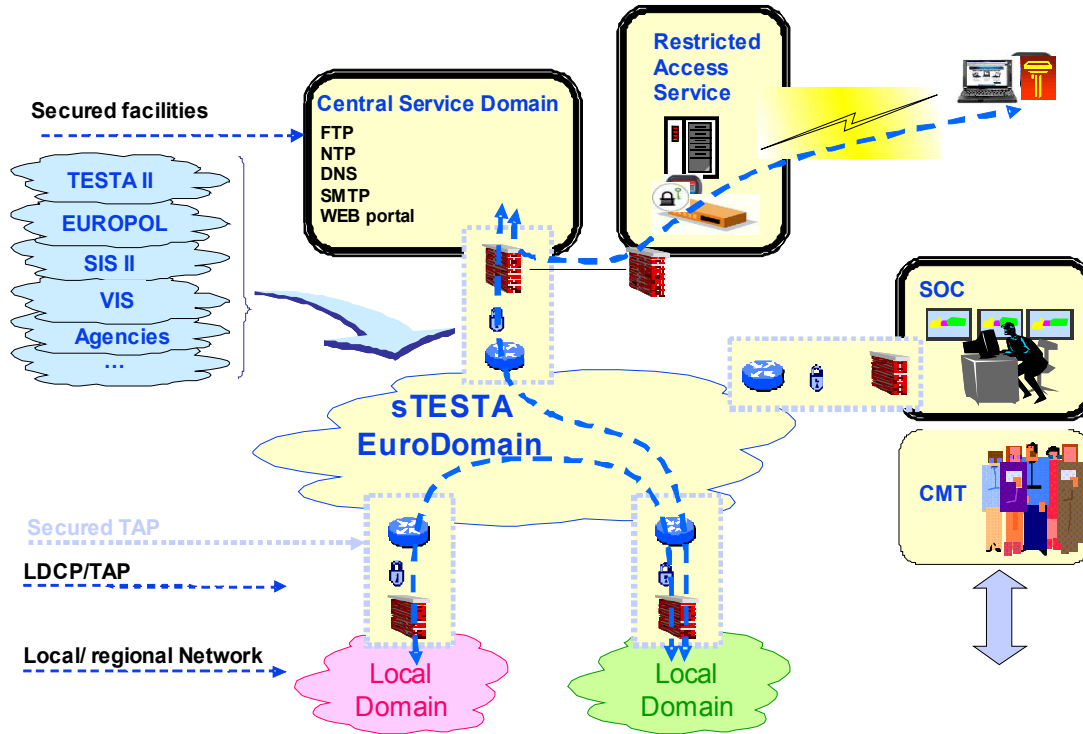 Restricted
Access
Service
Central Service Domain
FTP
NTP
DNS
SMTP
WEB portal
Secured facilities
TESTA II
EUROPOL
SIS II
VIS
Agencies
...
SOC
sTESTA
EuroDomain
CMT
Secured TAP
LDCP/TAP
Local/ regional Network
Local
Domain
Local
Domain